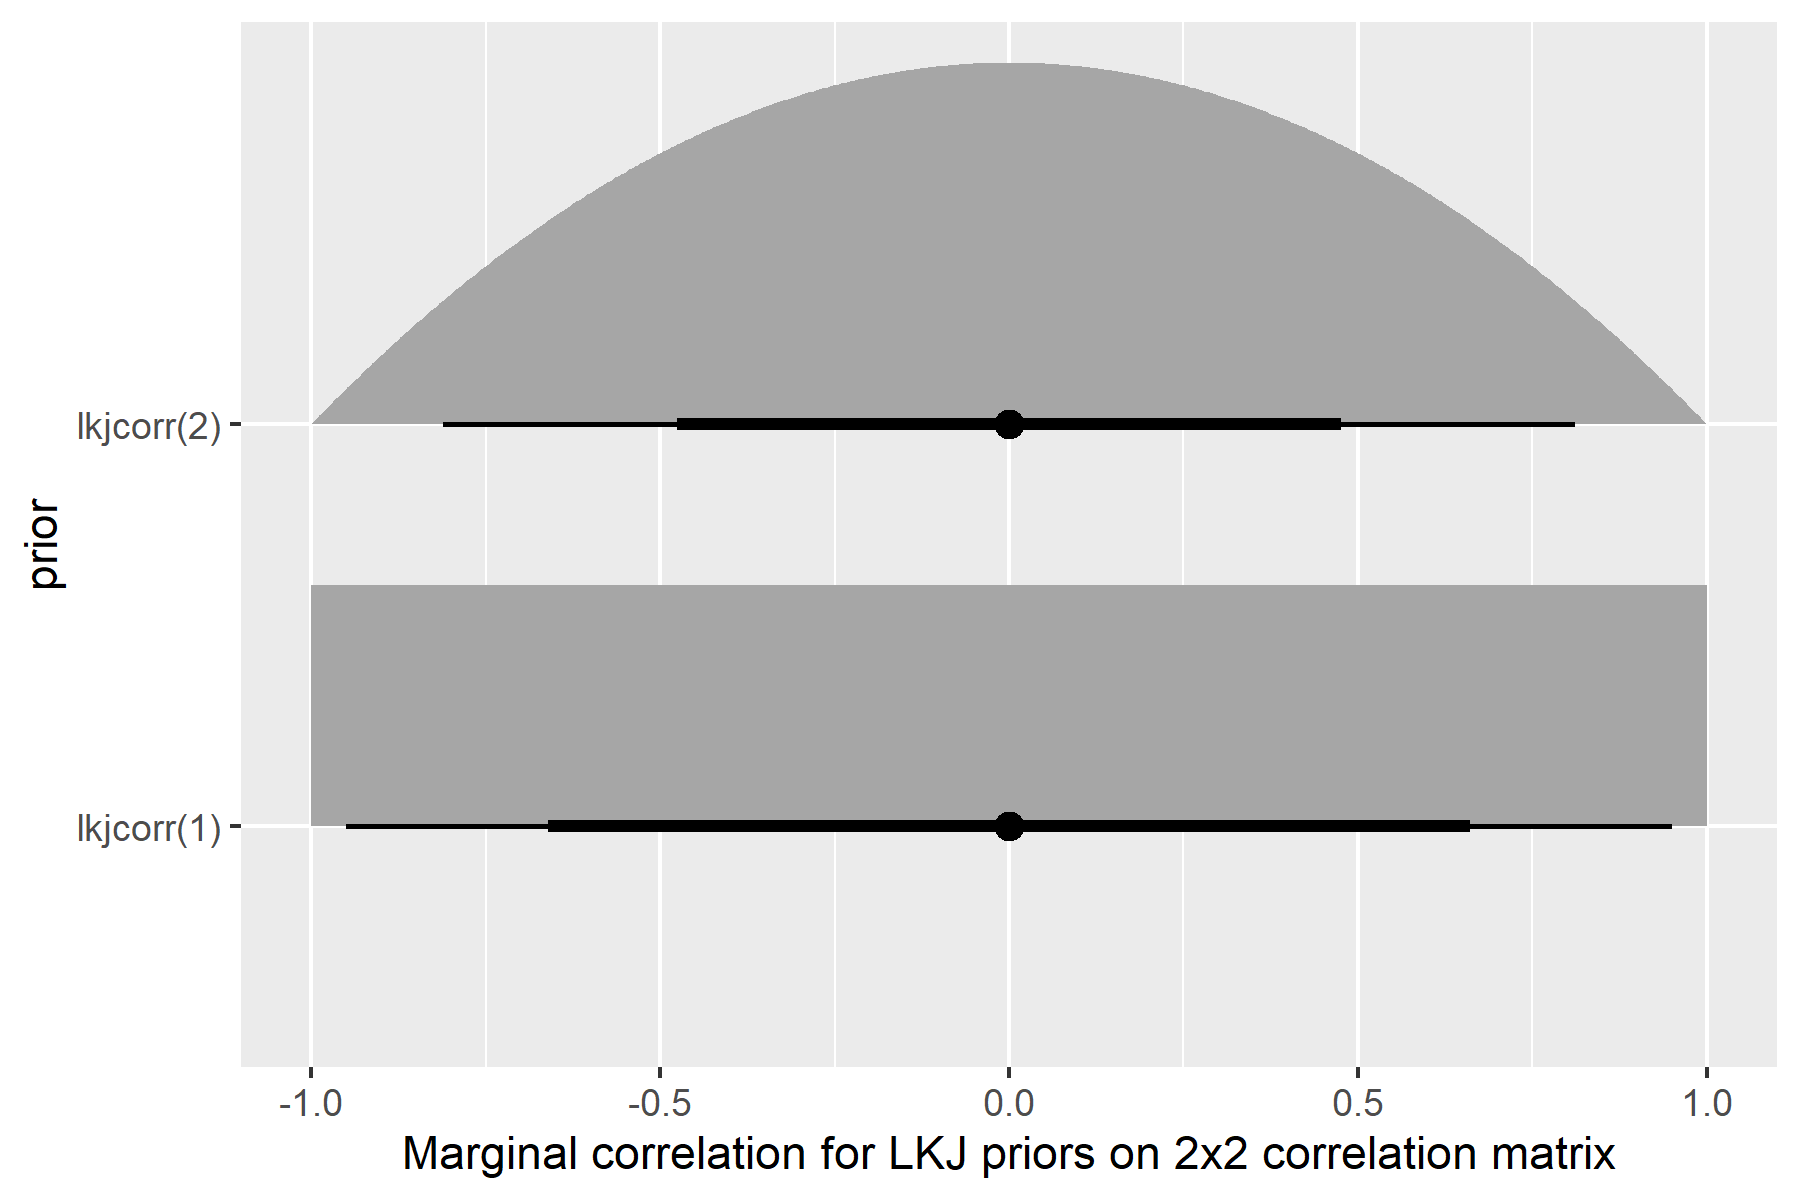 prior
lkjcorr(2)
lkjcorr(1)
-1.0 -0.5 0.0 0.5 1.0
Marginal correlation for LKJ priors on 2x2 correlation matrix